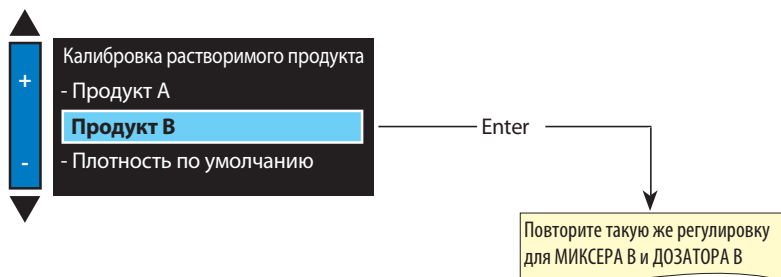 Калибровка растворимого продукта
+
- Продукт A
Продукт B
Enter
-
- Плотность по умолчанию
Повторите такую же регулировку
для МИКСЕРА B и ДОЗАТОРА B